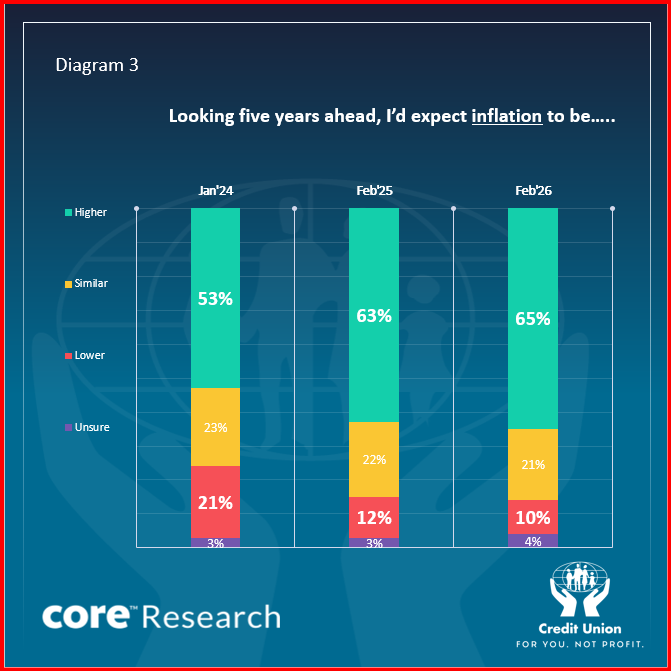 Diagram 3
Looking five years ahead, I'd expect inflation to be…..
Jan'24 Feb'25 Feb'26
Higher
Similar
Lower
Unsure
53% 63% 65%
23% 22% 21%
21% 12% 10%
3% 3% 4%
core™ Research
Credit Union
FOR YOU. NOT PROFIT.